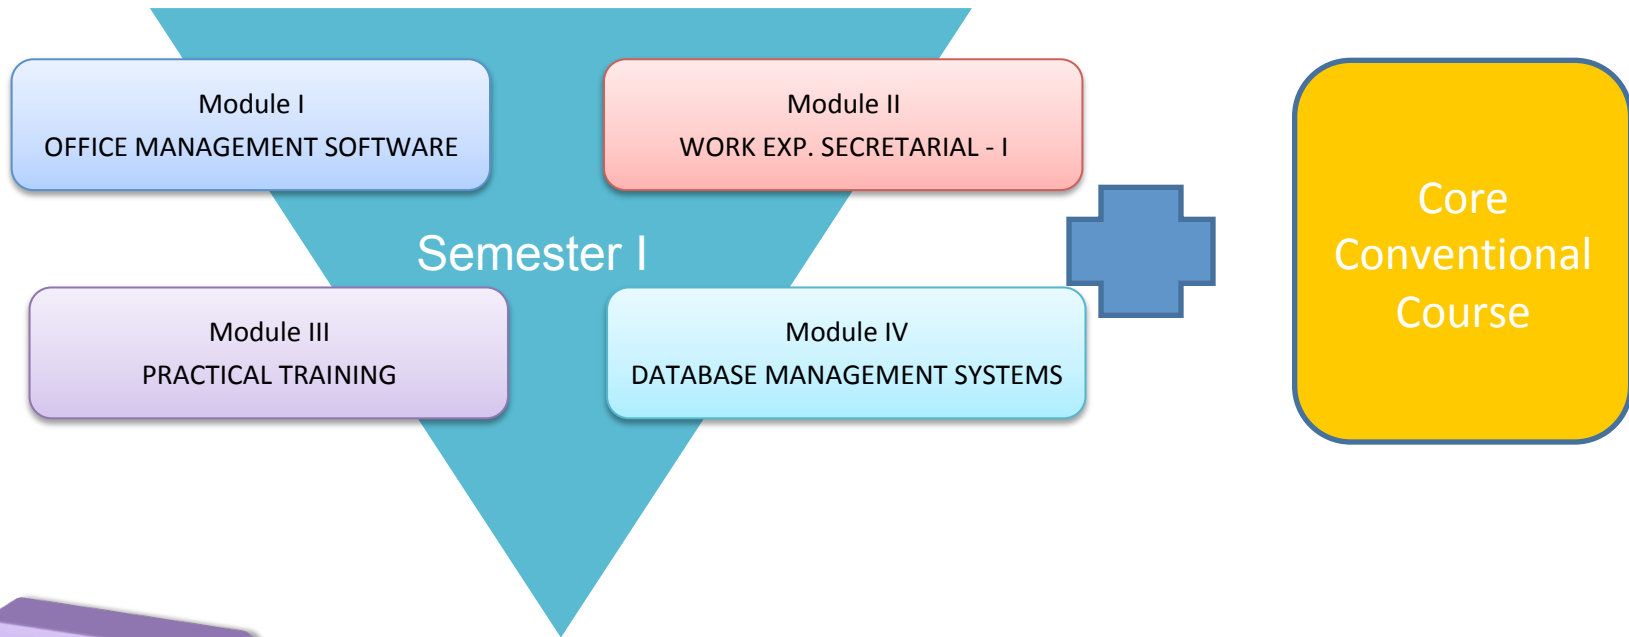 Module I
OFFICE MANAGEMENT SOFTWARE
Module II
WORK EXP. SECRETARIAL - I
Semester I
Module III
PRACTICAL TRAINING
Module IV
DATABASE MANAGEMENT SYSTEMS
Core
Conventional
Course